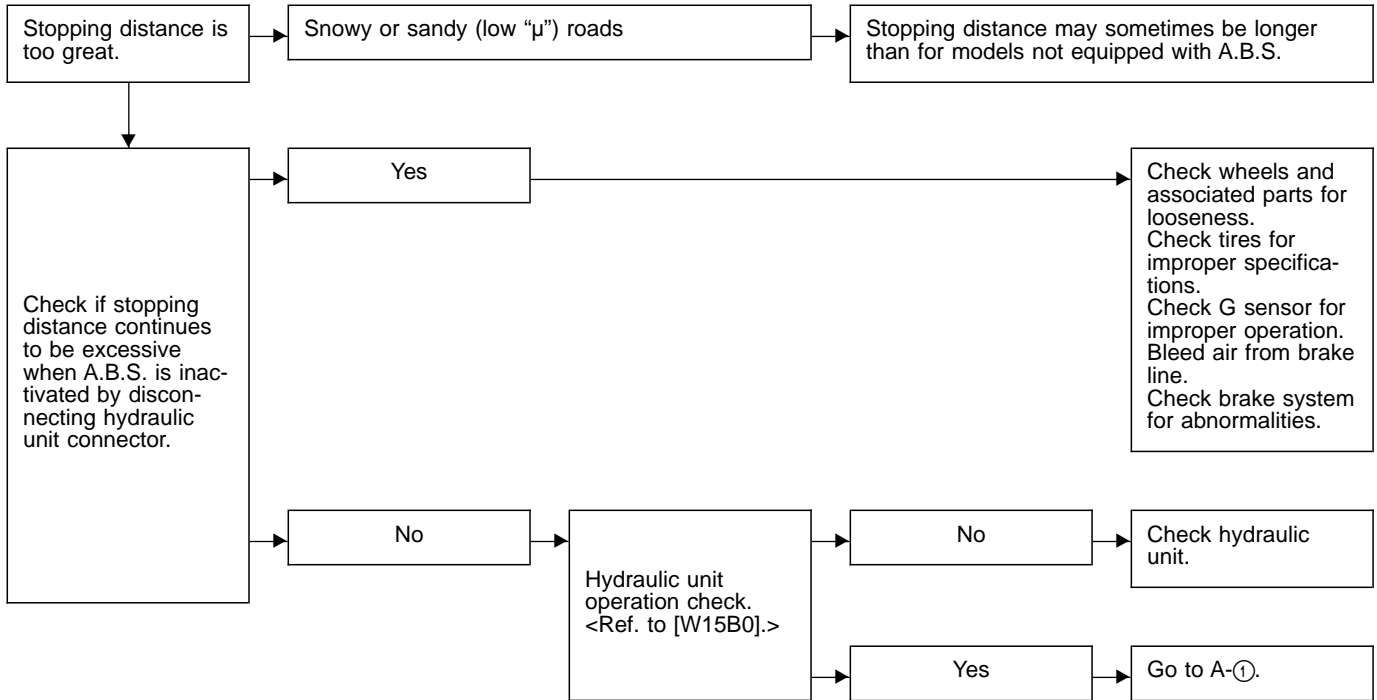 Stopping distance is
too great.
Snowy or sandy (low “µ”) roads
Stopping distance may sometimes be longer
than for models not equipped with A.B.S.
Check if stopping
distance continues
to be excessive
when A.B.S. is inac-
tivated by discon-
necting hydraulic
unit connector.
Yes
Check wheels and
associated parts for
looseness.
Check tires for
improper specifica-
tions.
Check G sensor for
improper operation.
Bleed air from brake
line.
Check brake system
for abnormalities.
No
Hydraulic unit
operation check.
<Ref. to [W15B0].>
No
Check hydraulic
unit.
Yes
Go to A-①.